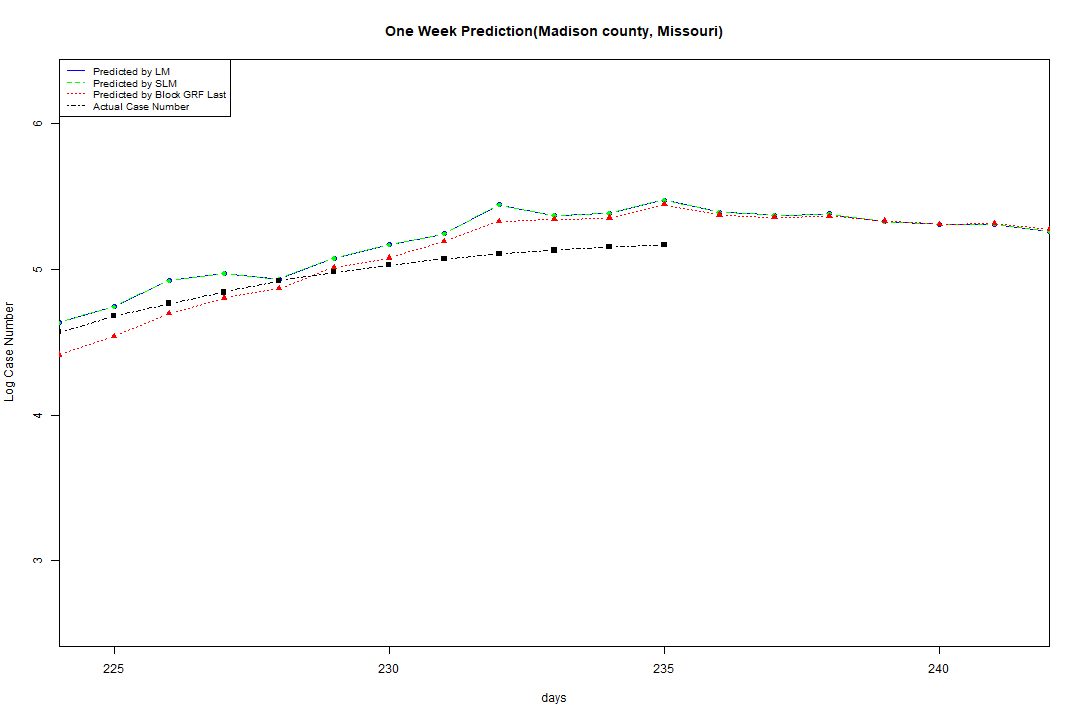 One Week Prediction(Madison county, Missouri)
Predicted by LM
Predicted by SLM
Predicted by Block GRF Last
Actual Case Number
6
5
4
3
Log Case Number
225
230
235
240
days